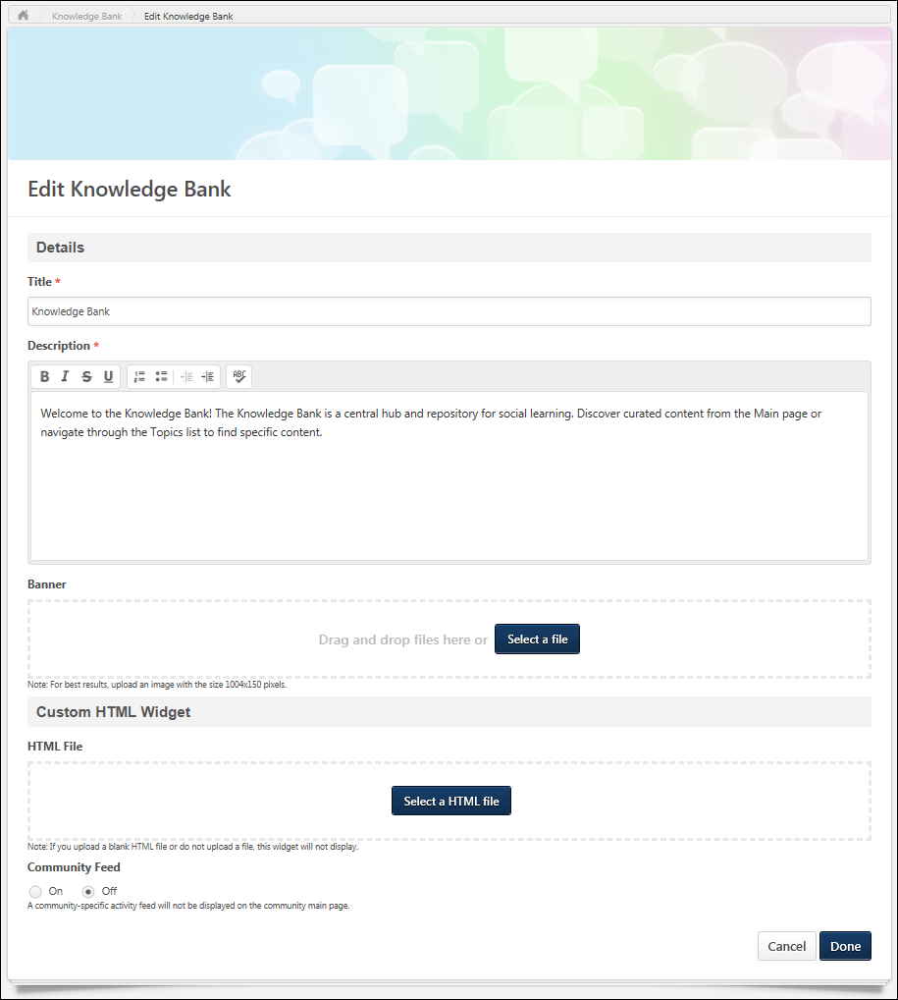 Knowledge Bank Edit Knowledge Bank
Edit Knowledge Bank
Details
Title *
Knowledge Bank
Description *
B I S U ABC
Welcome to the Knowledge Bank! The Knowledge Bank is a central hub and repository for social learning. Discover curated content from the Main page or
navigate through the Topics list to find specific content.
Banner
Drag and drop files here or Select a file
Note: For best results, upload an image with the size 1004x150 pixels.
Custom HTML Widget
HTML File
Select a HTML file
Note: If you upload a blank HTML file or do not upload a file, this widget will not display.
Community Feed
On Off
A community-specific activity feed will not be displayed on the community main page.
Cancel Done